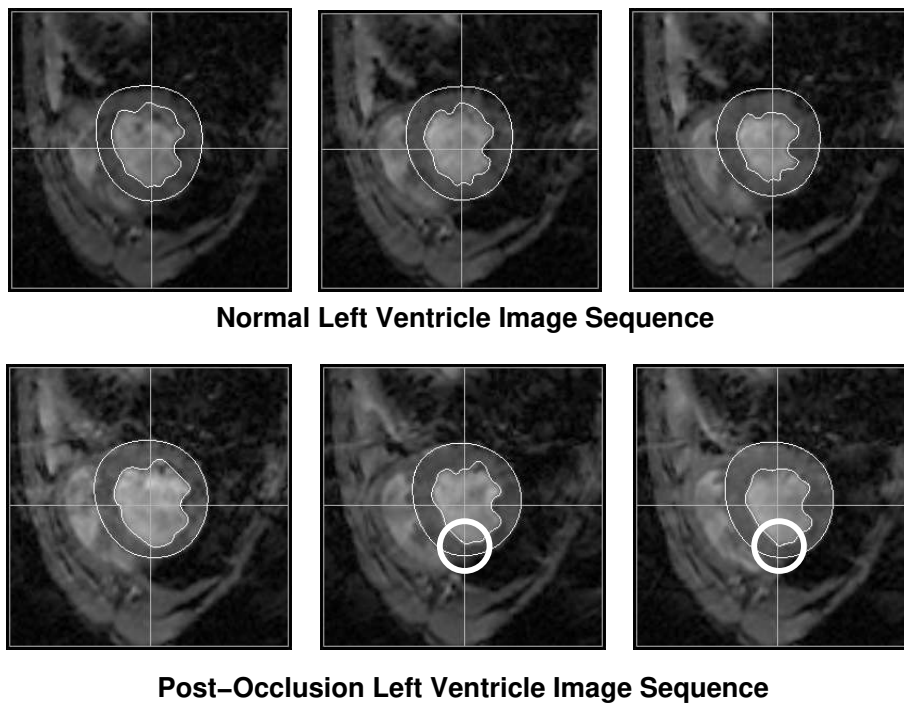 Normal Left Ventricle Image Sequence
Post−Occlusion Left Ventricle Image Sequence